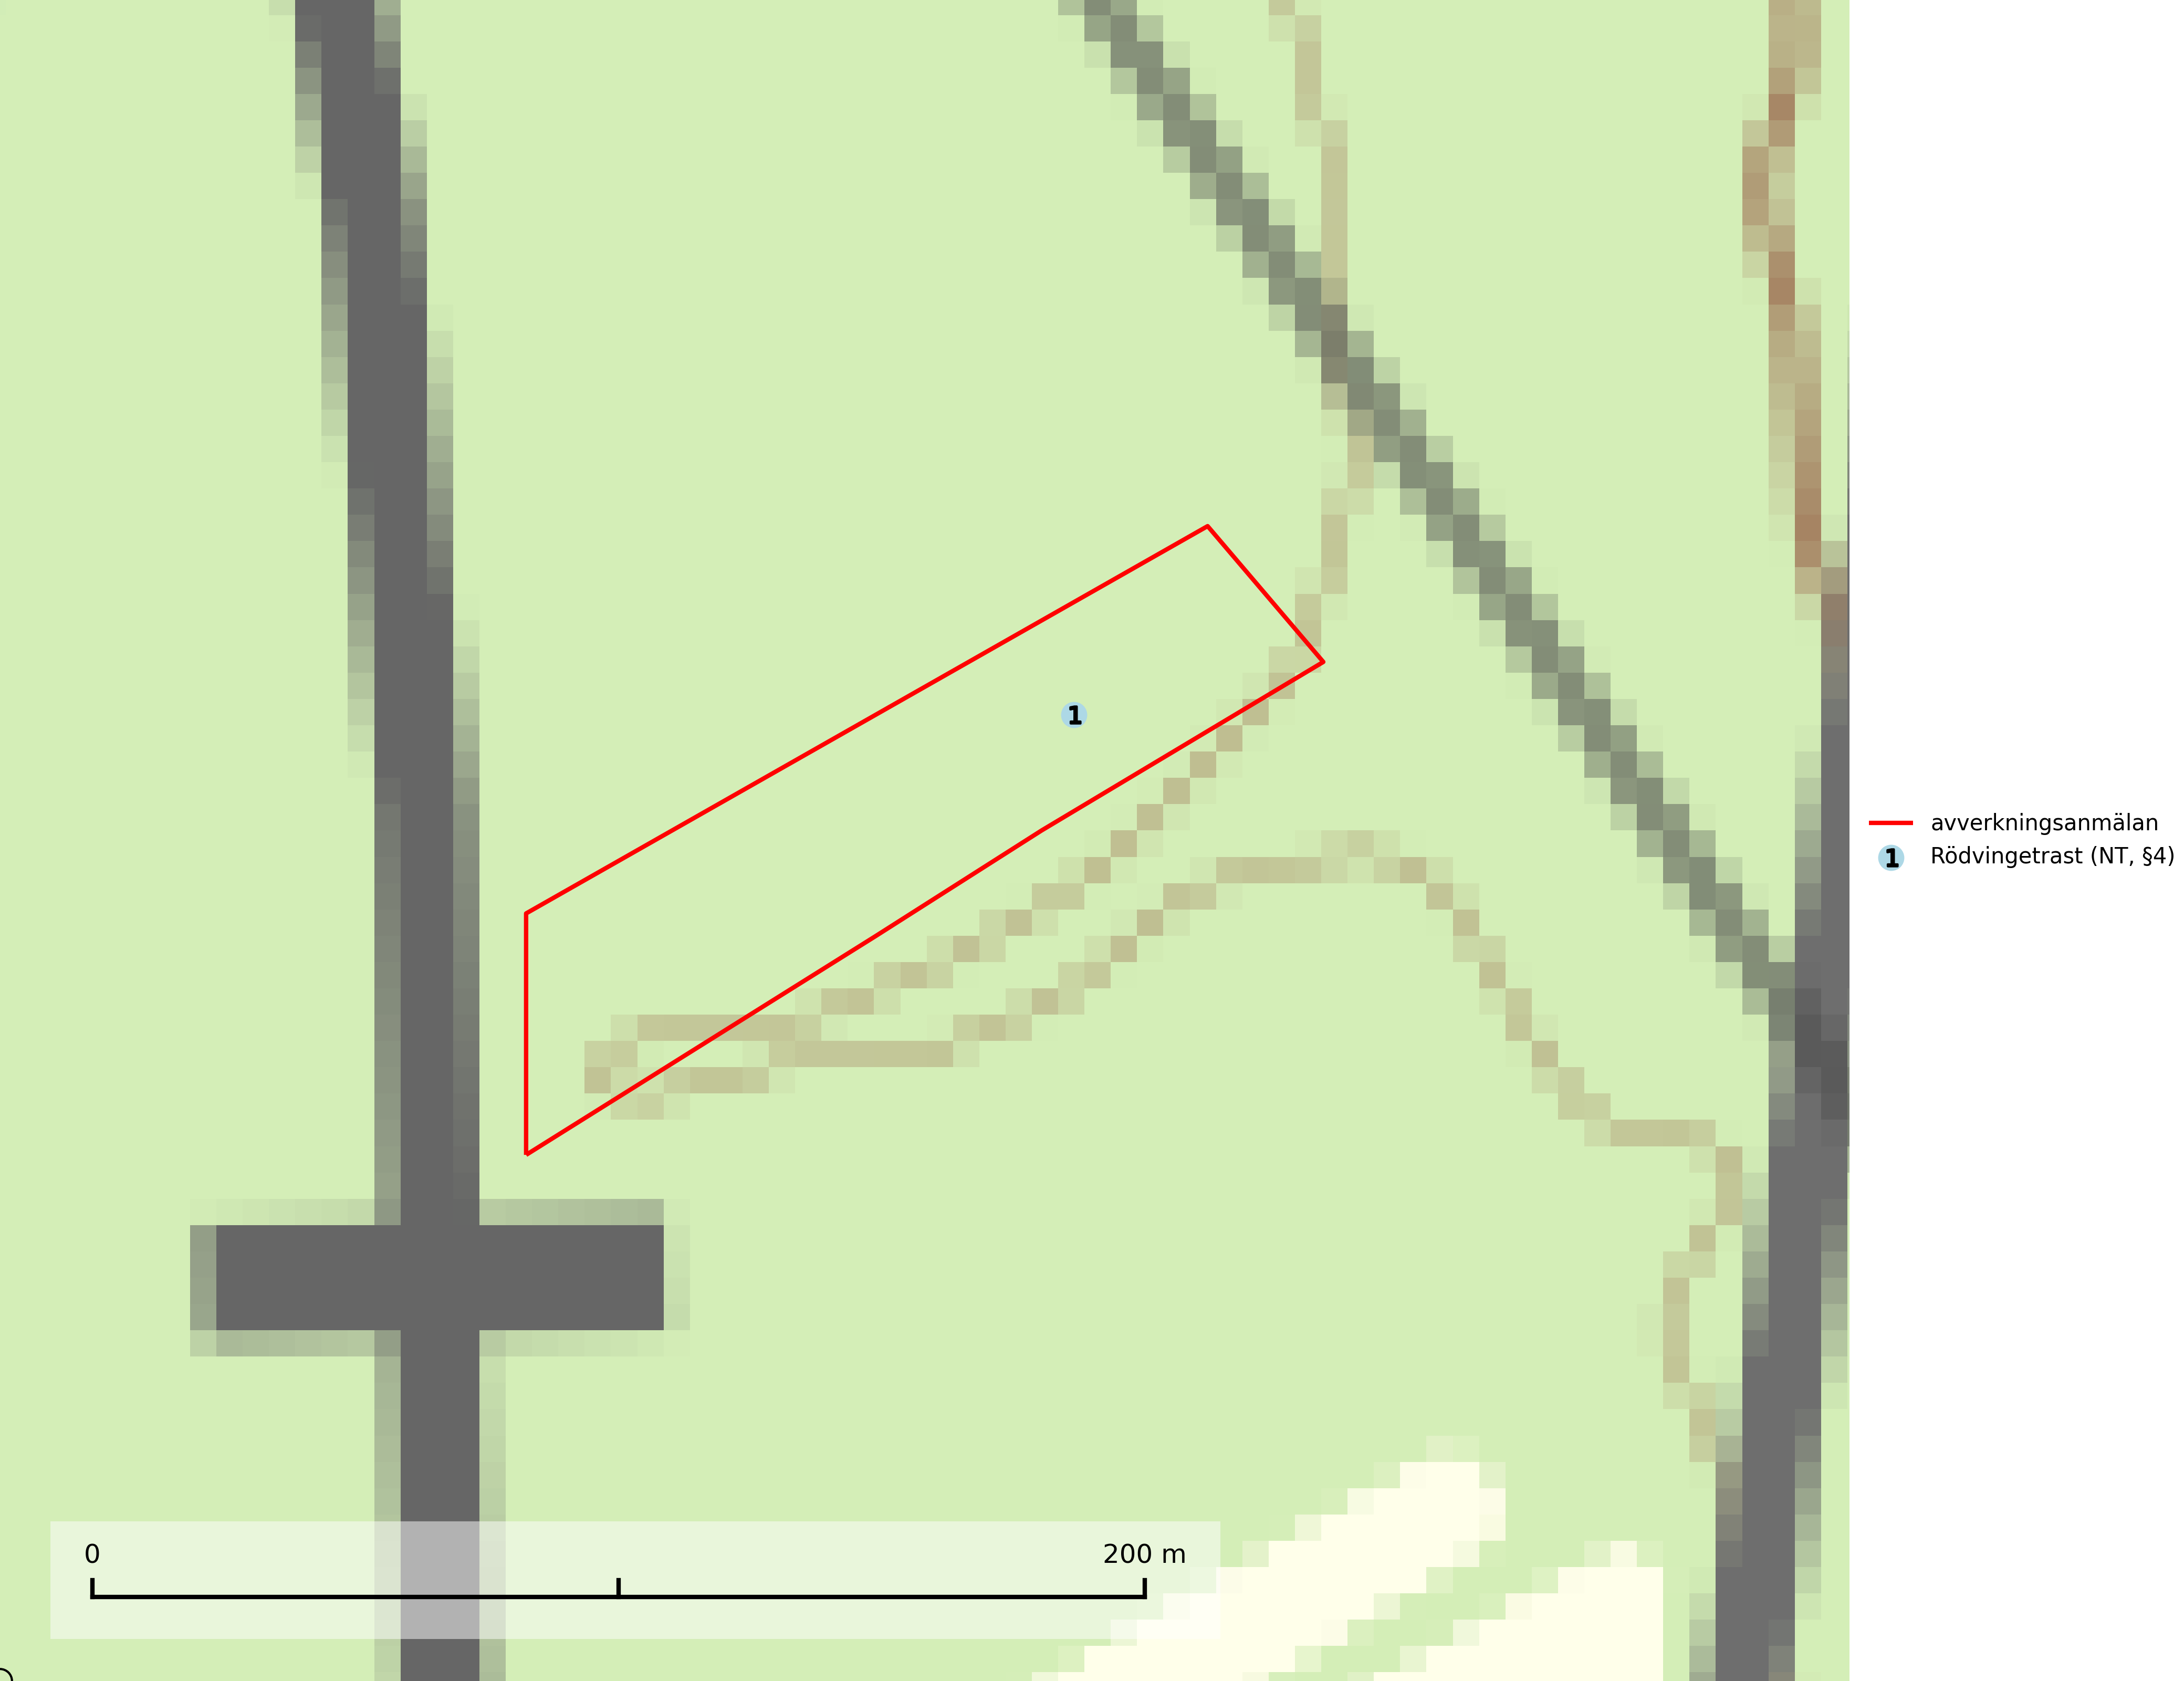 1
avverkningsanmälan
1 Rödvingetrast (NT, §4)
0 200 m